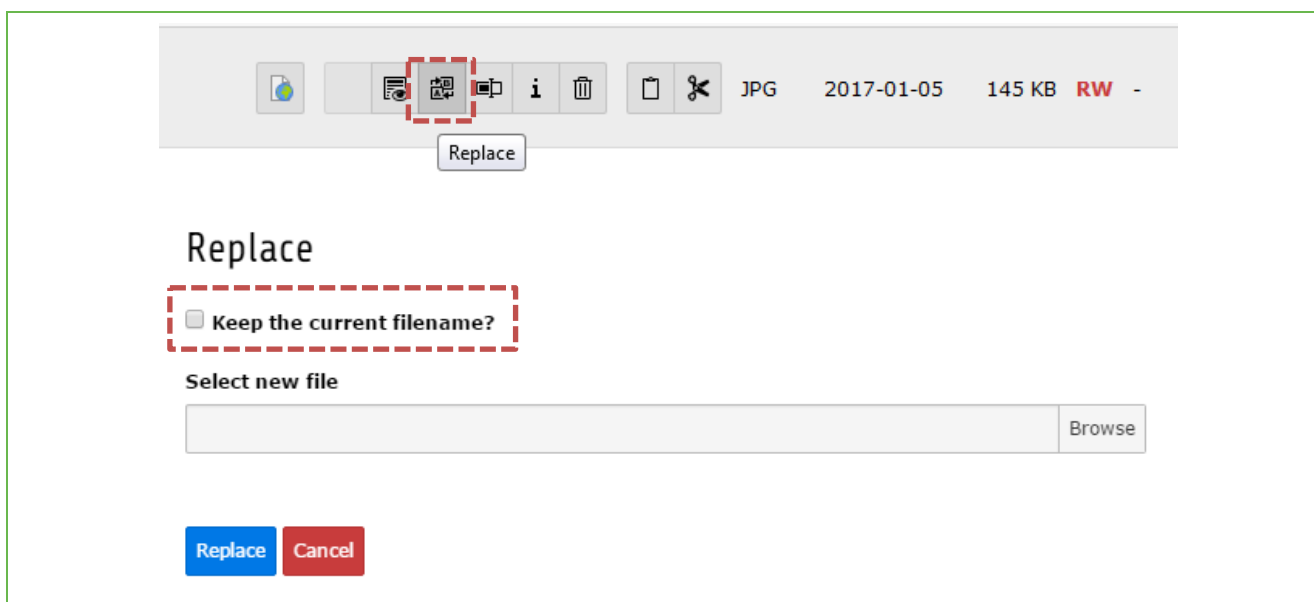 JPG 2017-01-05 145 KB RW -
Replace
Replace
Keep the current filename?
Select new file
Browse
Replace Cancel